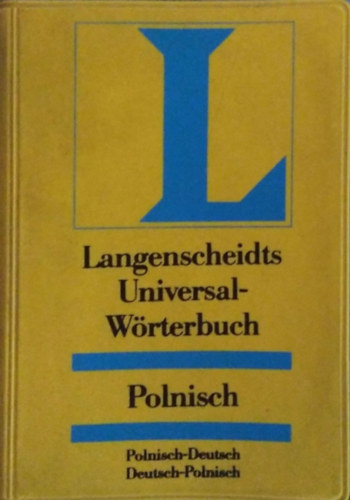 L
Langenscheidts
Universal-
Wörterbuch
Polnisch
Polnisch-Deutsch
Deutsch-Polnisch